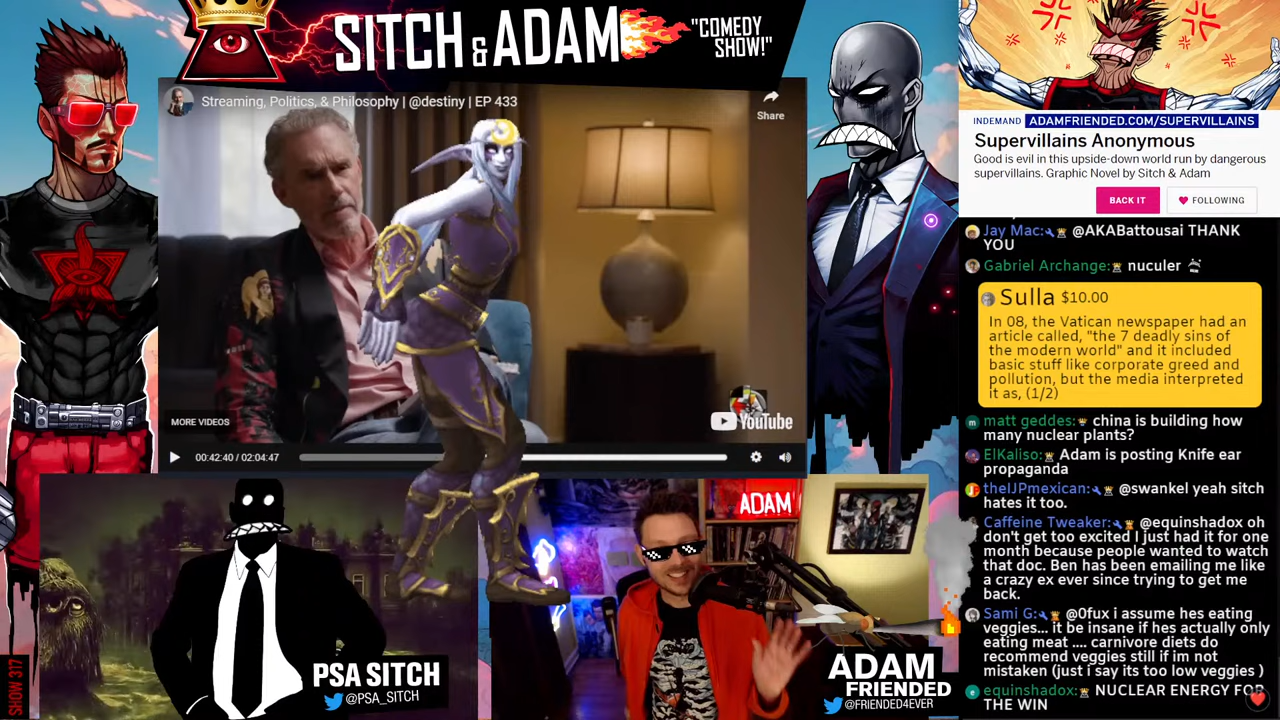 SITCH & ADAM
"COMEDY
SHOW!"
Streaming, Politics, & Philosophy | @destiny | EP 433
Share
MORE VIDEOS
YouTube
00:42:40 / 02:04:47
INDEMAND ADAMFRIENDED.COM/SUPERVILLAINS
Supervillains Anonymous
Good is evil in this upside-down world run by dangerous
supervillains. Graphic Novel by Sitch & Adam
BACK IT
FOLLOWING
Jay Mac: @AKABattousai THANK
YOU
Gabriel Archange: nuculer
Sulla $10.00
In 08, the Vatican newspaper had an
article called, "the 7 deadly sins of
the modern world" and it included
basic stuff like corporate greed and
pollution, but the media interpreted
it as, (1/2)
matt geddes: china is building how
many nuclear plants?
ElKaliso: Adam is posting Knife ear
propaganda
theIJPmexican: @swankel yeah sitch
hates it too.
Caffeine Tweaker: @equinshadox oh
don't get too excited I just had it for one
month because people wanted to watch
that doc. Ben has been emailing me like
a crazy ex ever since trying to get me
back.
Sami G: @0fux i assume hes eating
veggies... it be insane if hes actually only
eating meat .... carnivore diets do
recommend veggies still if im not
mistaken (just i say its too low veggies )
equinshadox: NUCLEAR ENERGY FOR
THE WIN
ADAM
PSA SITCH
@PSA_SITCH
ADAM
FRIENDED
@FRIENDED4EVER
SHOW 317